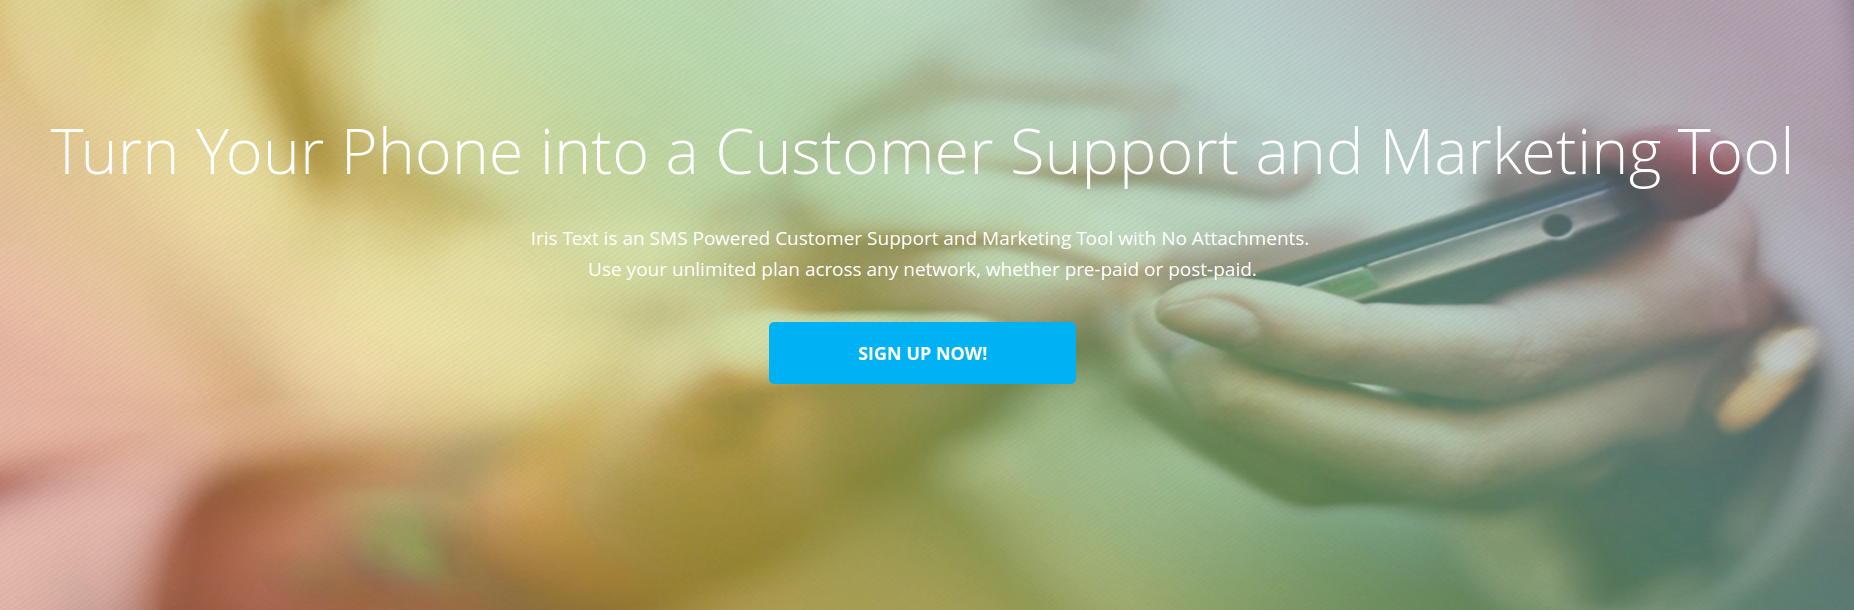 Turn Your Phone into a Customer Support and Marketing Tool
Iris Text is an SMS Powered Customer Support and Marketing Tool with No Attachments.
Use your unlimited plan across any network, whether pre-paid or post-paid.
SIGN UP NOW!